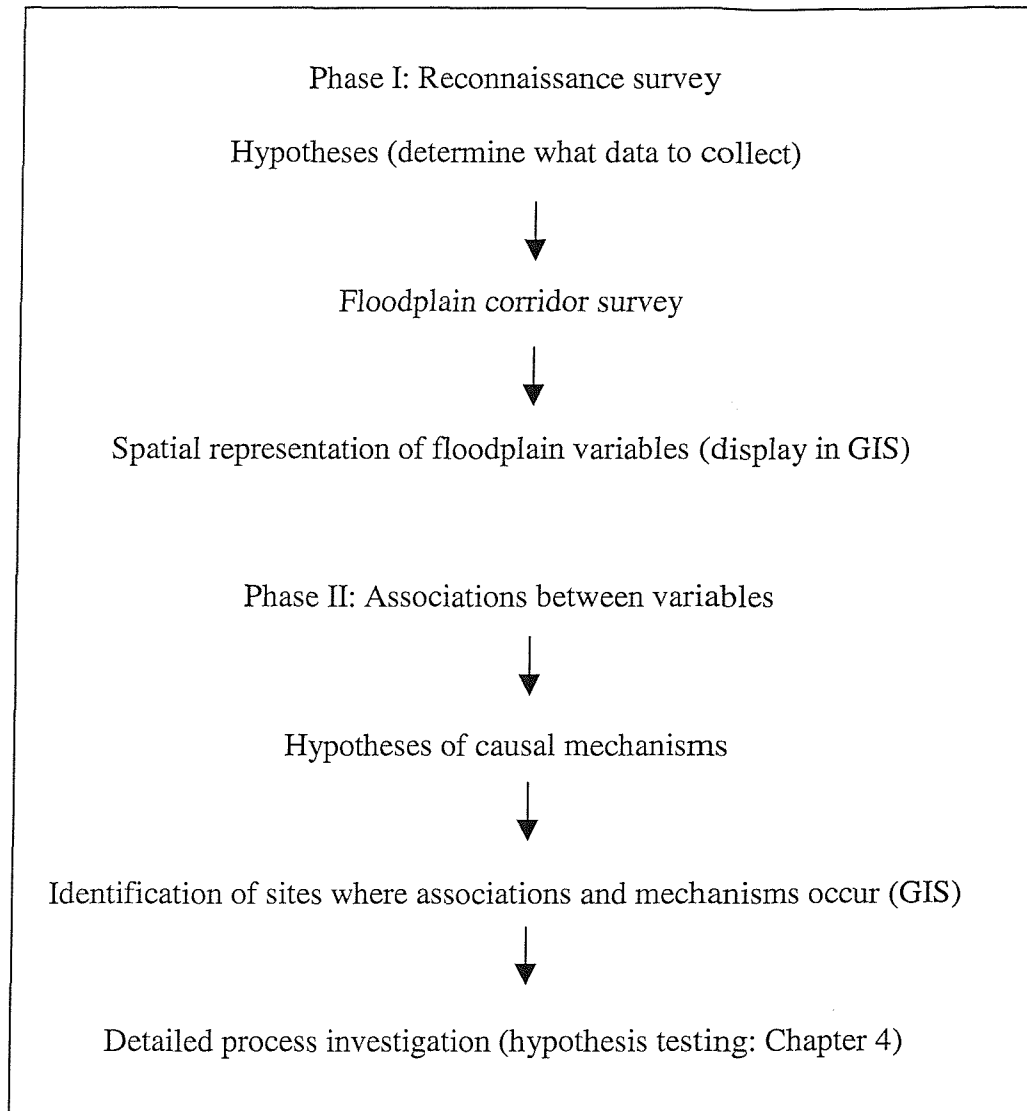 Phase I: Reconnaissance survey
Hypotheses (determine what data to collect)
Floodplain corridor survey
Spatial representation of floodplain variables (display in GIS)
Phase II: Associations between variables
Hypotheses of causal mechanisms
Identification of sites where associations and mechanisms occur (GIS)
Detailed process investigation (hypothesis testing: Chapter 4)